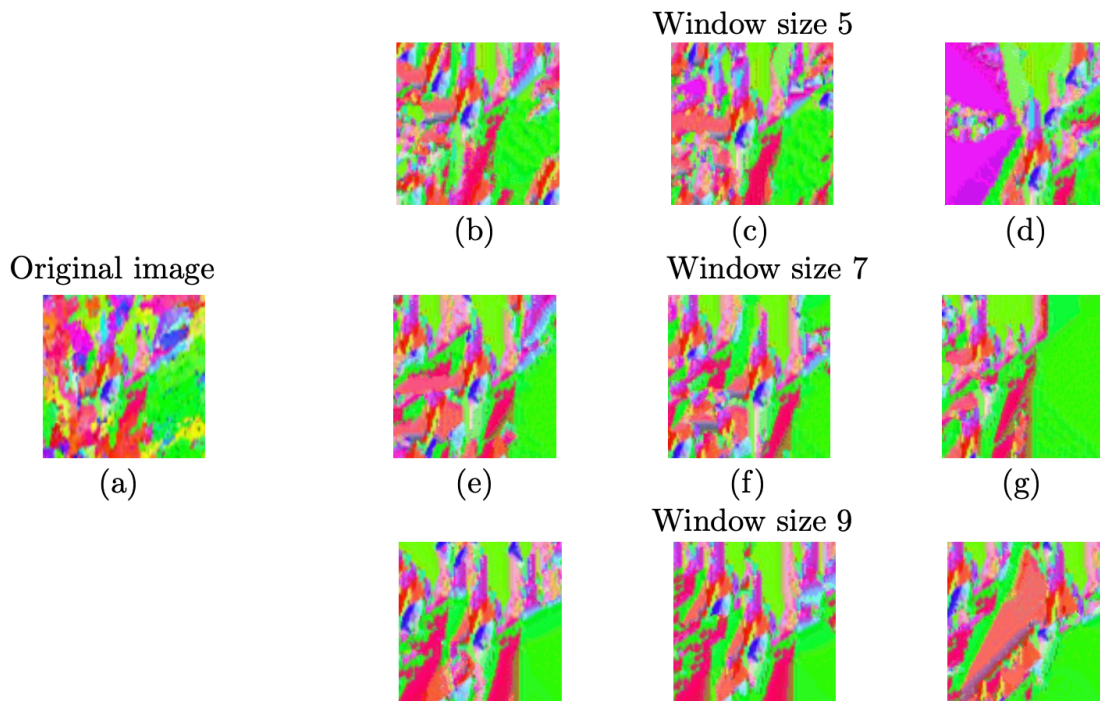 Window size 5
(b) (c) (d)
Original image Window size 7
(a) (e) (f) (g)
Window size 9